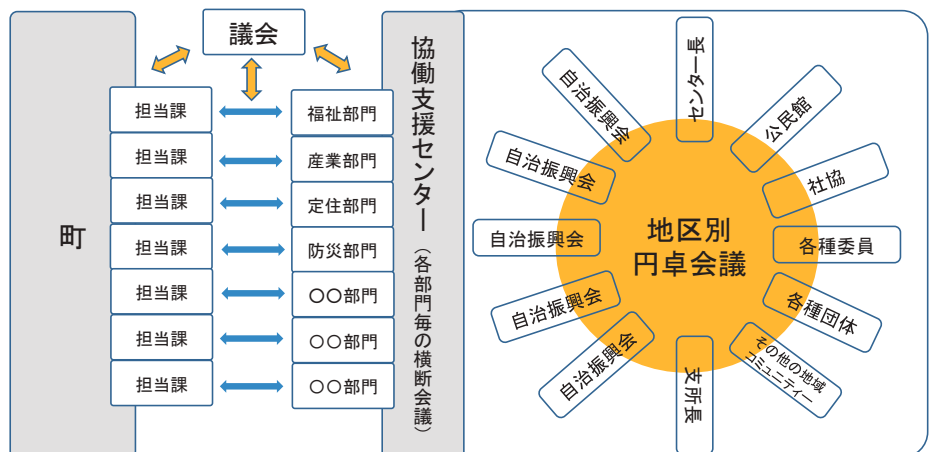 議会
町
担当課
担当課
担当課
担当課
担当課
担当課
担当課
福祉部門
産業部門
定住部門
防災部門
〇〇部門
〇〇部門
〇〇部門
協働支援センター（各部門毎の横断会議）
地区別
円卓会議
センター長
公民館
社協
各種委員
各種団体
その他の地域
コミュニティー
支所長
自治振興会
自治振興会
自治振興会
自治振興会
自治振興会